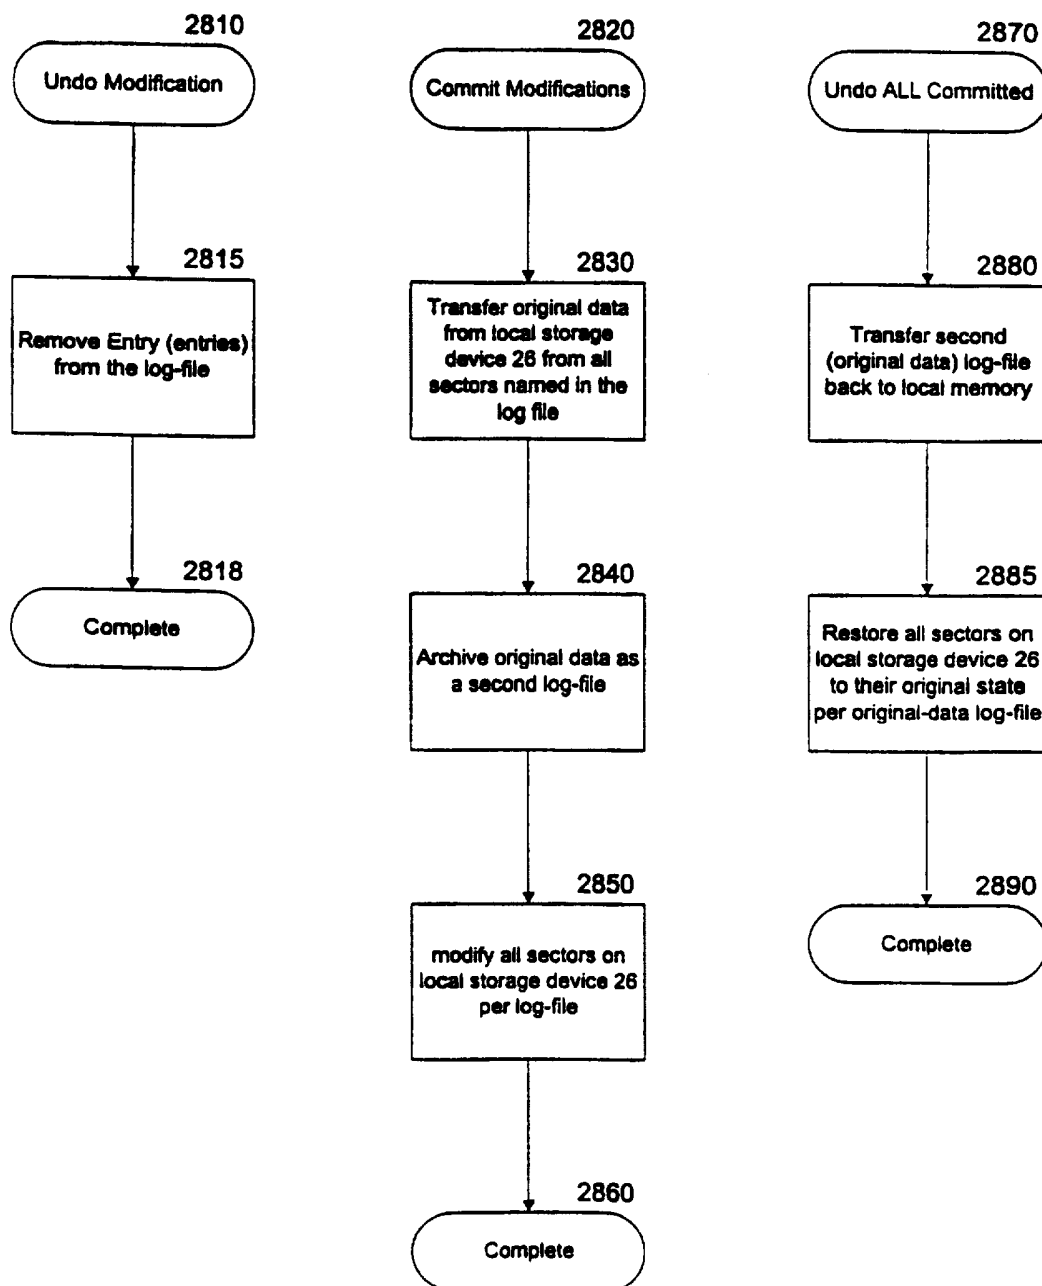 2810
Undo Modification
2815
Remove Entry (entries)
from the log-file
2818
Complete
2820
Commit Modifications
2830
Transfer original data
from local storage
device 26 from all
sectors named in the
log file
2840
Archive original data as
a second log-file
2850
modify all sectors on
local storage device 26
per log-file
2860
Complete
2870
Undo ALL Committed
2880
Transfer second
(original data) log-file
back to local memory
2885
Restore all sectors on
local storage device 26
to their original state
per original-data log-file
2890
Complete